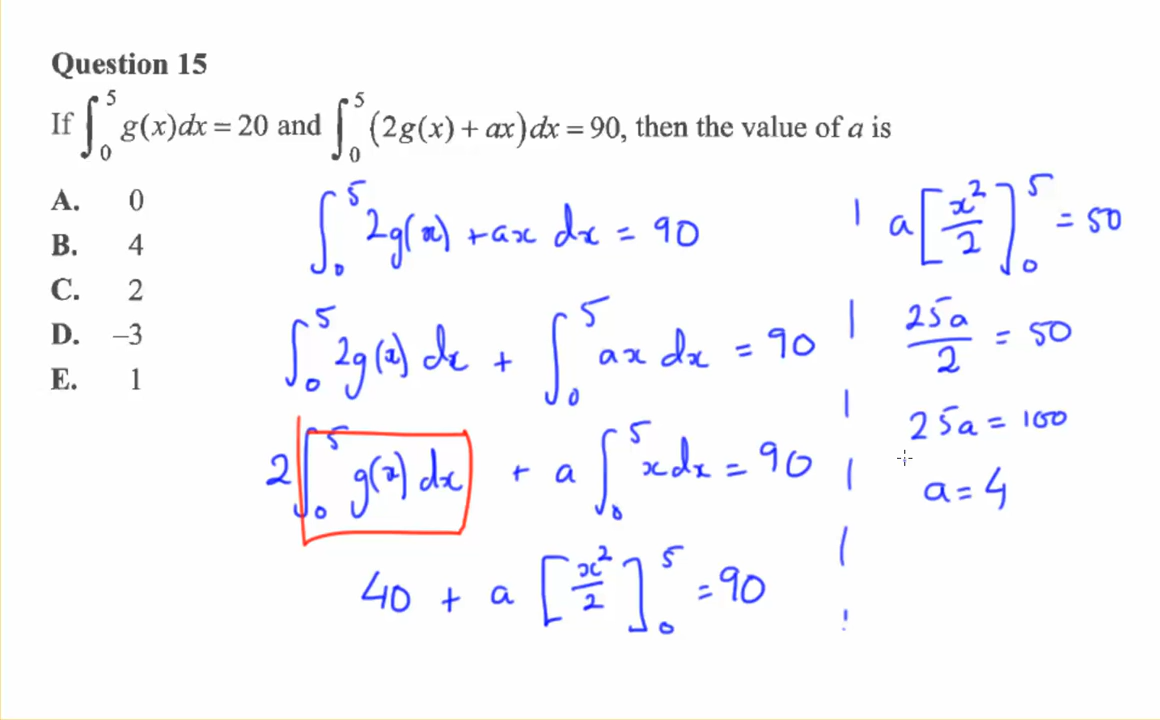 Question 15
If ∫₀⁵ g(x)dx = 20 and ∫₀⁵ (2g(x) + ax)dx = 90, then the value of a is
A. 0
B. 4
C. 2
D. –3
E. 1
∫₀⁵ 2g(x) + ax dx = 90
∫₀⁵ 2g(x) dx + ∫₀⁵ ax dx = 90
2 ∫₀⁵ g(x) dx + a ∫₀⁵ x dx = 90
40 + a [x²/2]₀⁵ = 90
a [x²/2]₀⁵ = 50
25a/2 = 50
25a = 100
a = 4